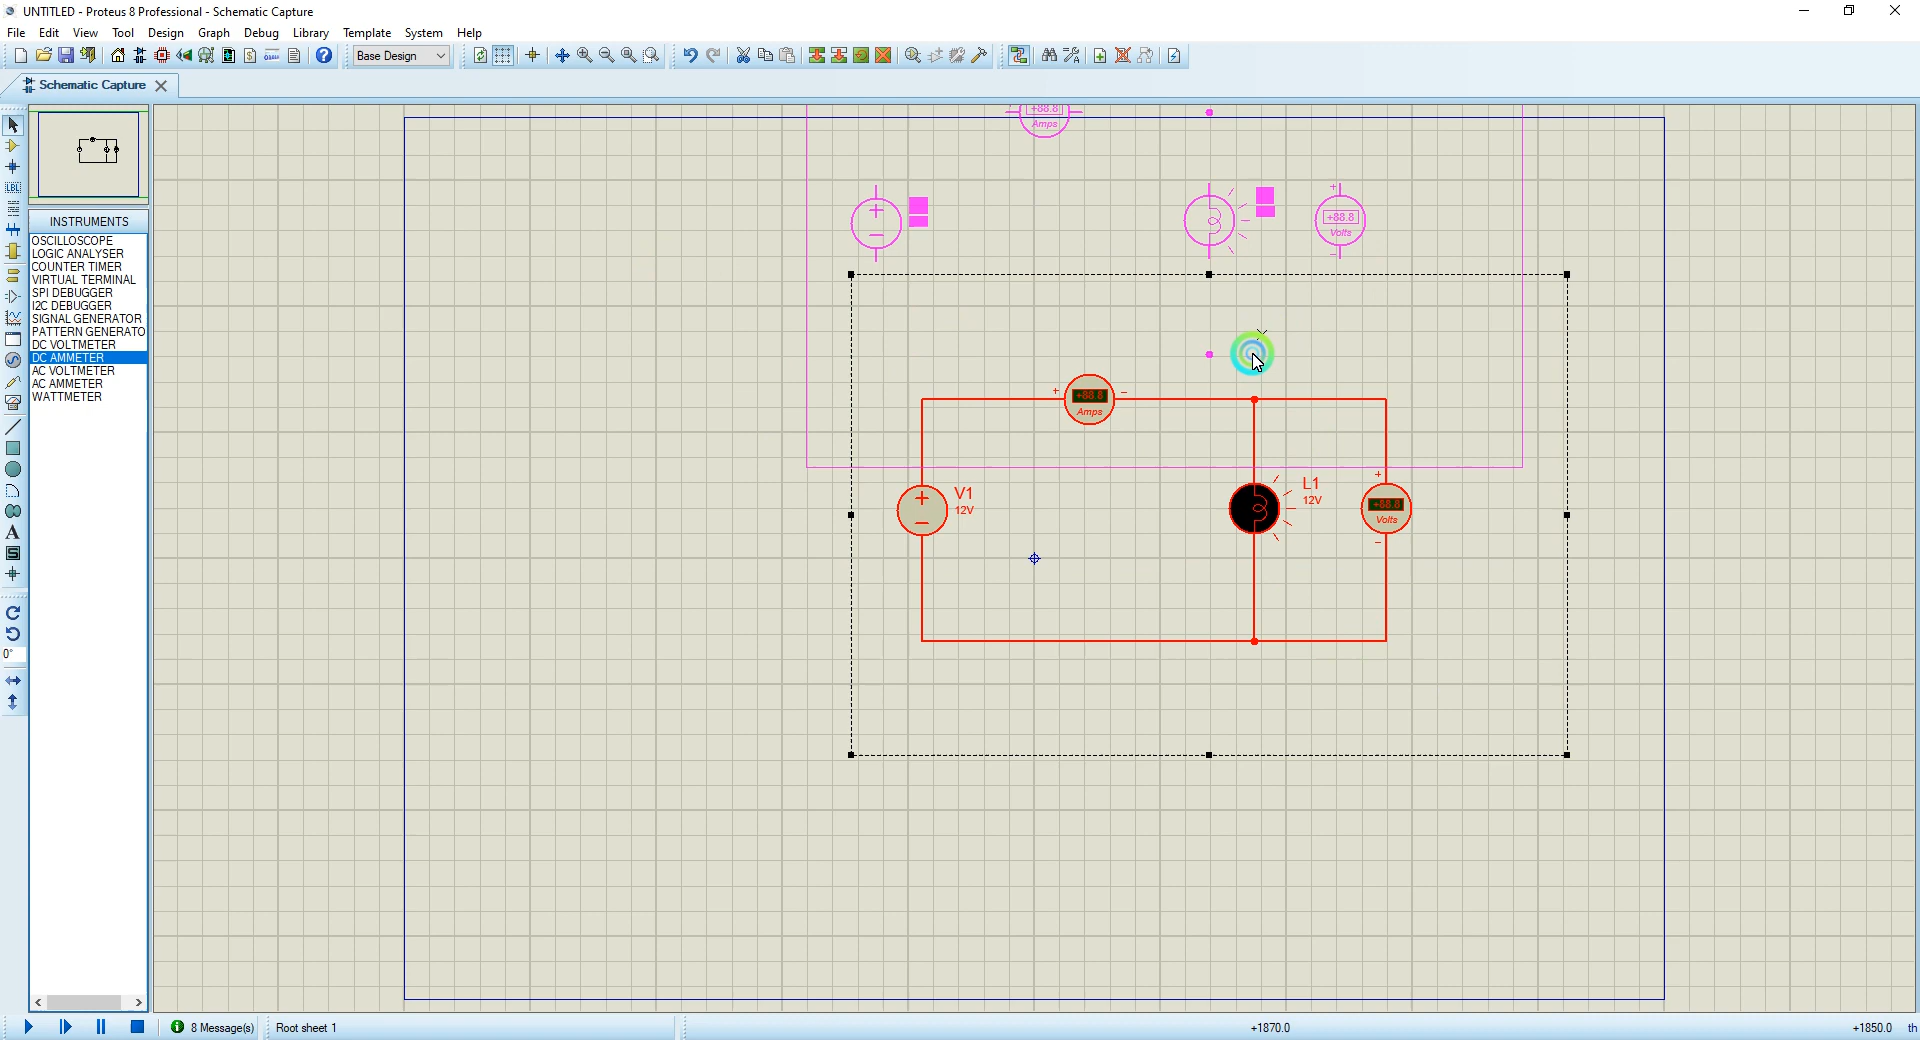 UNTITLED - Proteus 8 Professional - Schematic Capture
File Edit View Tool Design Graph Debug Library Template System Help
Base Design
Schematic Capture
INSTRUMENTS
OSCILLOSCOPE
LOGIC ANALYSER
COUNTER TIMER
VIRTUAL TERMINAL
SPI DEBUGGER
I2C DEBUGGER
SIGNAL GENERATOR
PATTERN GENERATO
DC VOLTMETER
DC AMMETER
AC VOLTMETER
AC AMMETER
WATTMETER
LBL
A
S
0°
+88.8
Amps
+88.8
Volts
+88.8
Amps
V1
12V
L1
12V
+88.8
Volts
8 Message(s)
Root sheet 1
+1870.0
+1850.0 th